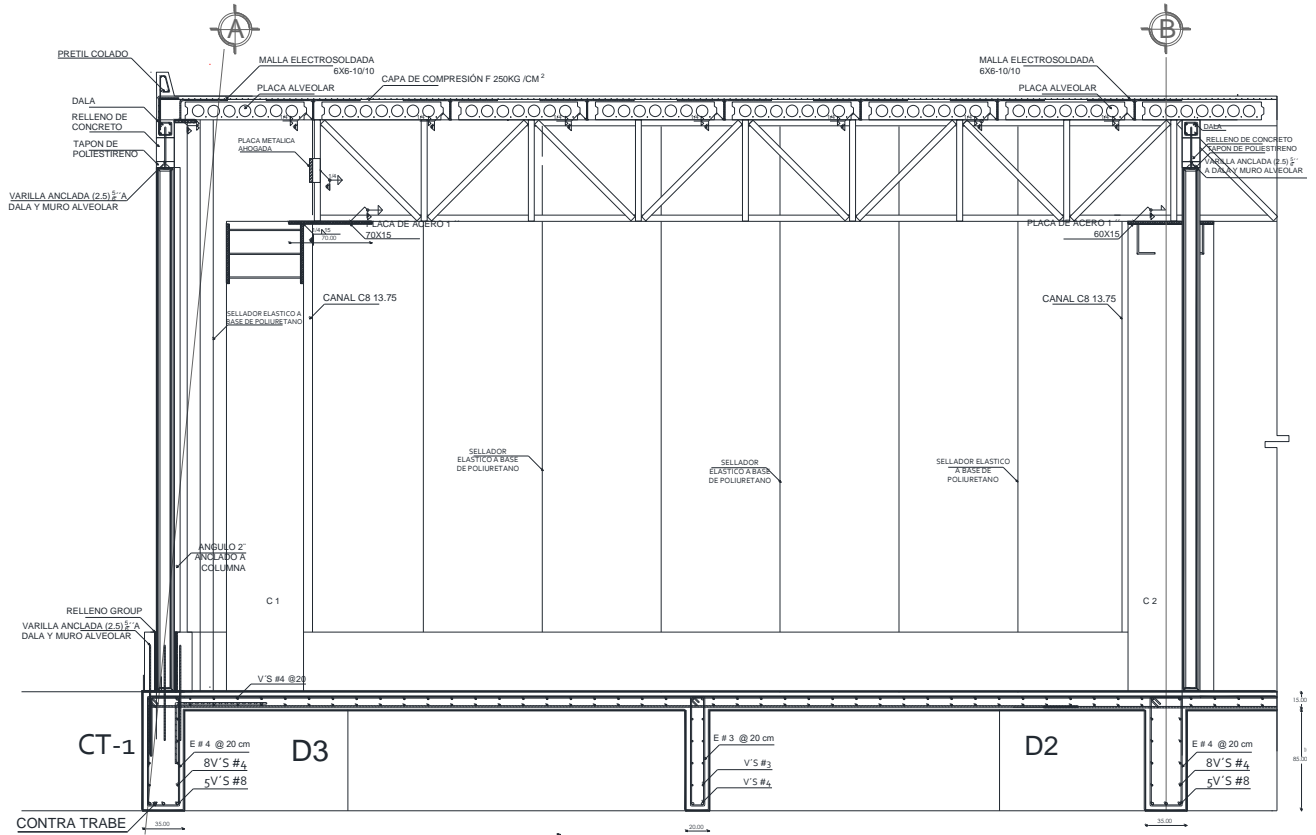 A
B
PRETIL COLADO
MALLA ELECTROSOLDADA
6X6-10/10
CAPA DE COMPRESIÓN F 250KG /CM 2
MALLA ELECTROSOLDADA
6X6-10/10
PLACA ALVEOLAR
PLACA ALVEOLAR
DALA
RELLENO DE
CONCRETO
TAPON DE
POLIESTIRENO
PLACA METALICA
AHOGADA
1/4
DALA
RELLENO DE CONCRETO
TAPON DE POLIESTIRENO
VARILLA ANCLADA (2.5)
A DALA Y MURO ALVEOLAR
VARILLA ANCLADA (2.5) A
DALA Y MURO ALVEOLAR
PLACA DE ACERO 1¨
70X15
70.00
PLACA DE ACERO 1¨
60X15
CANAL C8 13.75
CANAL C8 13.75
SELLADOR ELASTICO A
BASE DE POLIURETANO
SELLADOR
ELASTICO A BASE
DE POLIURETANO
SELLADOR
ELASTICO A BASE
DE POLIURETANO
SELLADOR ELASTICO
A BASE DE
POLIURETANO
ANGULO 2¨
ANCLADO A
COLUMNA
C 1
C 2
RELLENO GROUP
VARILLA ANCLADA (2.5) A
DALA Y MURO ALVEOLAR
V´S #4 @20
15.00
CT-1
D3
D2
E # 4 @ 20 cm
8V´S #4
5V´S #8
E # 3 @ 20 cm
V´S #3
V´S #4
E # 4 @ 20 cm
8V´S #4
5V´S #8
85.00
CONTRA TRABE
35.00
20.00
35.00